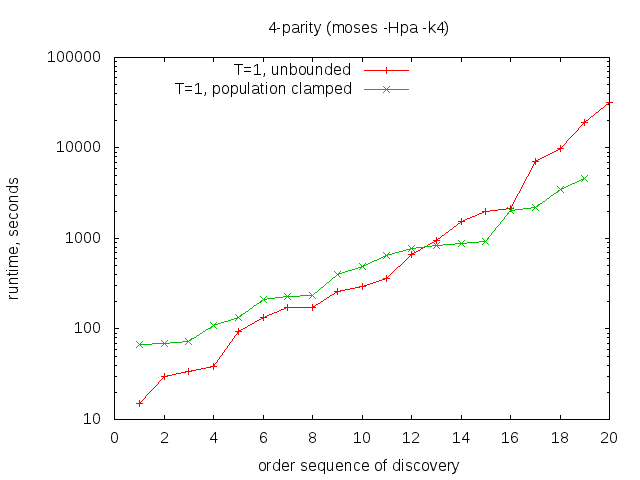 4-parity (moses -Hpa -k4)
T=1, unbounded
T=1, population clamped
100000
10000
1000
100
10
runtime, seconds
0 2 4 6 8 10 12 14 16 18 20
order sequence of discovery